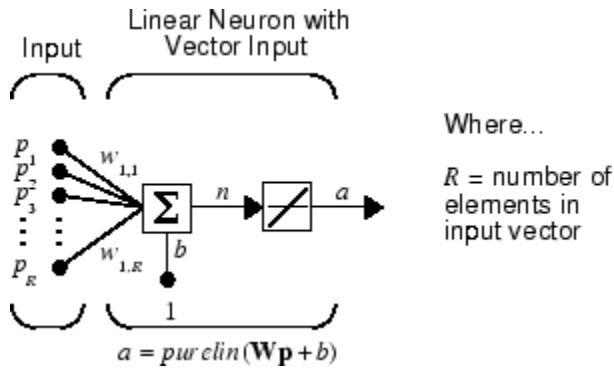 Linear Neuron with
Vector Input
Input
p1
p2
p3
pR
w1,1
w1,R
Σ
n
a
b
1
a = purelin(Wp + b)
Where...
R = number of
elements in
input vector